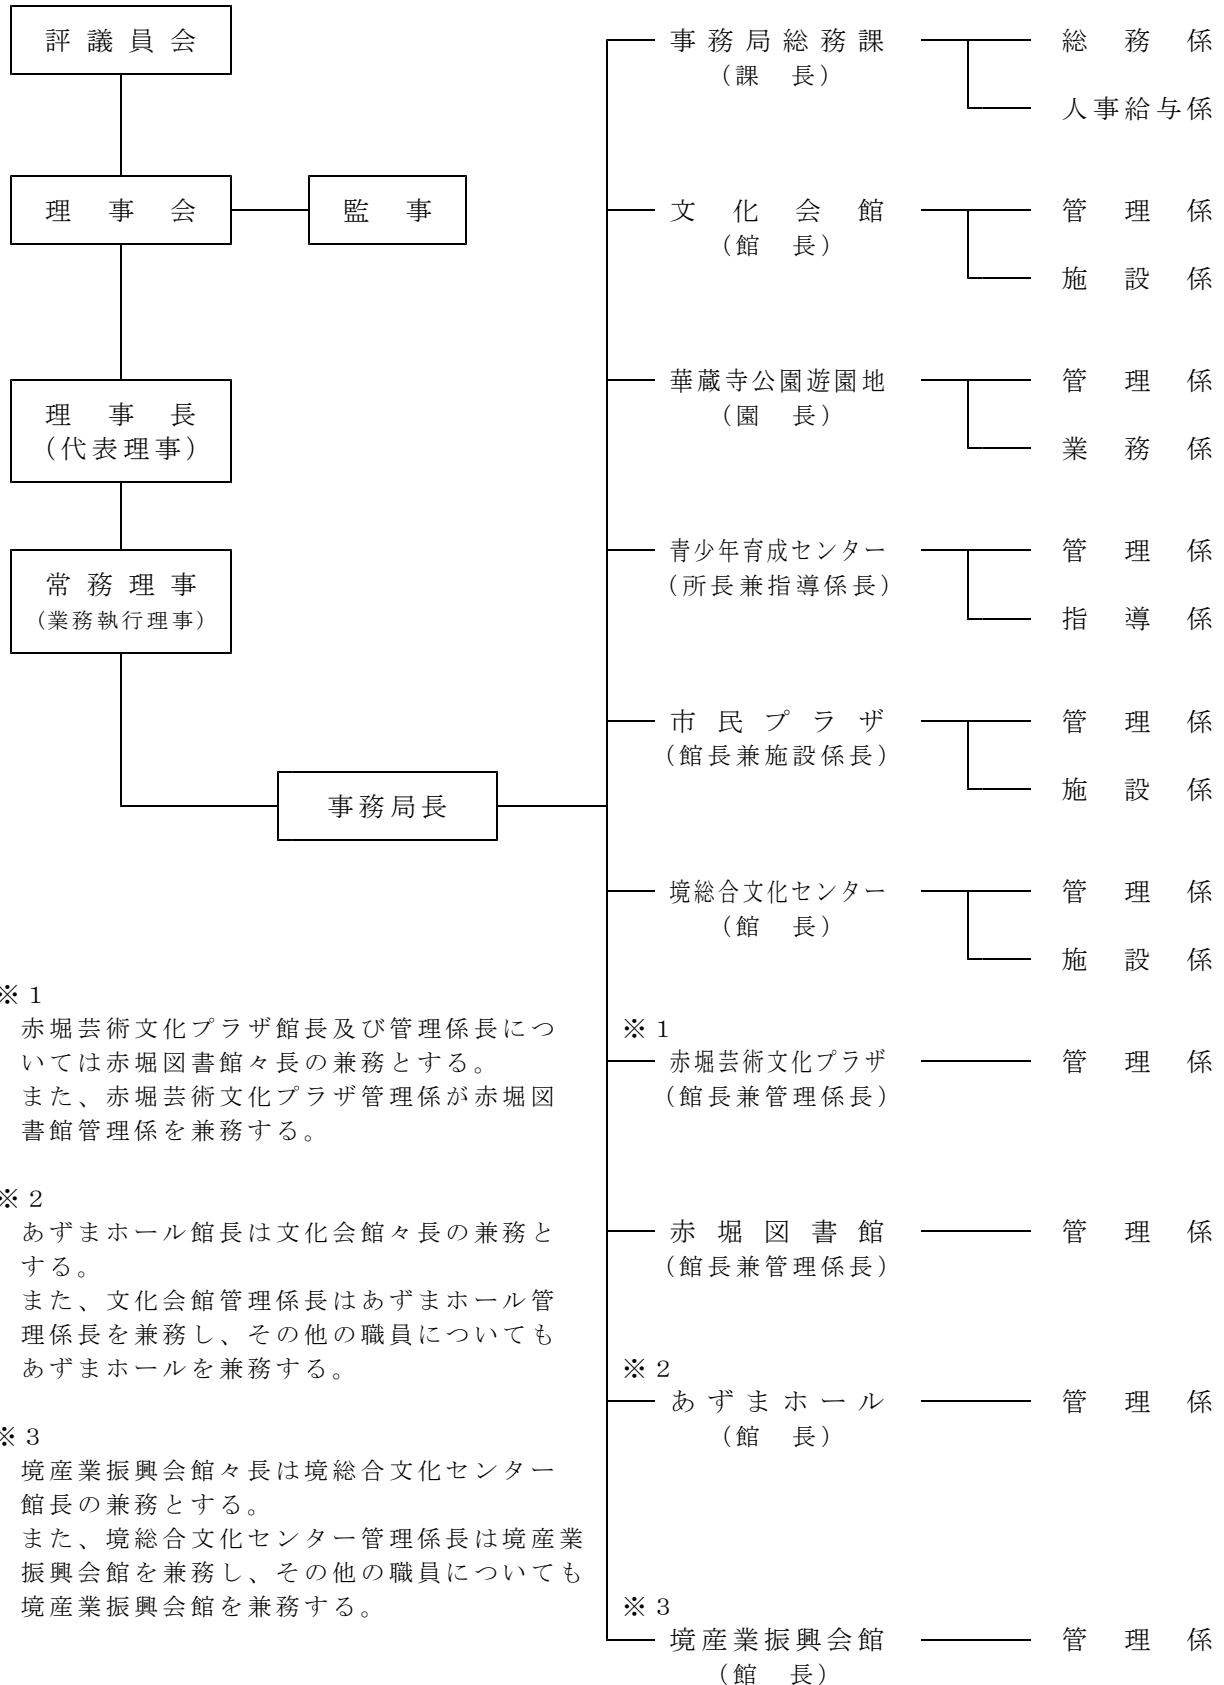 評議員会
理事会
監事
理事長
(代表理事)
常務理事
(業務執行理事)
事務局長
事務局総務課
(課 長)
総務係
人事給与係
文化会館
(館 長)
管理係
施設係
華蔵寺公園遊園地
(園 長)
管理係
業務係
青少年育成センター
(所長兼指導係長)
管理係
指導係
市民プラザ
(館長兼施設係長)
管理係
施設係
境総合文化センター
(館 長)
管理係
施設係
※1
赤堀芸術文化プラザ
(館長兼管理係長)
管理係
赤堀図書館
(館長兼管理係長)
管理係
※2
あずまホール
(館 長)
管理係
※3
境産業振興会館
(館 長)
管理係
※1
赤堀芸術文化プラザ館長及び管理係長につ
いては赤堀図書館々長の兼務とする。
また、赤堀芸術文化プラザ管理係が赤堀図
書館管理係を兼務する。
※2
あずまホール館長は文化会館々長の兼務と
する。
また、文化会館管理係長はあずまホール管
理係長を兼務し、その他の職員についても
あずまホールを兼務する。
※3
境産業振興会館々長は境総合文化センター
館長の兼務とする。
また、境総合文化センター管理係長は境産業
振興会館を兼務し、その他の職員についても
境産業振興会館を兼務する。